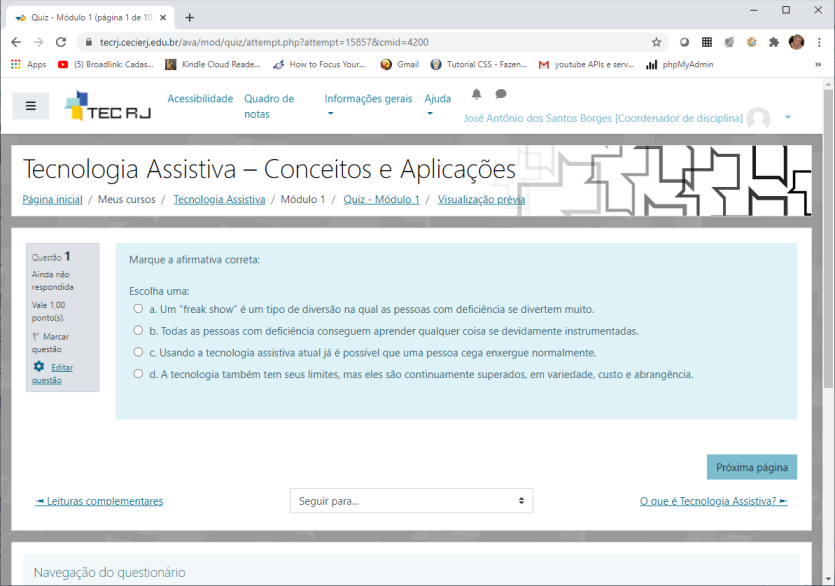 Quiz - Módulo 1 (página 1 de 10
tecrj.cecierj.edu.br/ava/mod/quiz/attempt.php?attempt=15857&cmid=4200
Apps (5) Broadlink: Cadas... Kindle Cloud Reade... How to Focus Your... Gmail Tutorial CSS - Fazen... youtube APIs e serv... phpMyAdmin »
TEC RJ Acessibilidade Quadro de notas Informações gerais Ajuda
José Antônio dos Santos Borges [Coordenador de disciplina]
Tecnologia Assistiva – Conceitos e Aplicações
Página inicial / Meus cursos / Tecnologia Assistiva / Módulo 1 / Quiz - Módulo 1 / Visualização prévia
Questão 1
Ainda não
respondida
Vale 1,00
ponto(s).
Marcar
questão
Editar
questão
Marque a afirmativa correta:
Escolha uma:
a. Um "freak show" é um tipo de diversão na qual as pessoas com deficiência se divertem muito.
b. Todas as pessoas com deficiência conseguem aprender qualquer coisa se devidamente instrumentadas.
c. Usando a tecnologia assistiva atual já é possível que uma pessoa cega enxergue normalmente.
d. A tecnologia também tem seus limites, mas eles são continuamente superados, em variedade, custo e abrangência.
Próxima página
◄ Leituras complementares
Seguir para...
O que é Tecnologia Assistiva? ►
Navegação do questionário